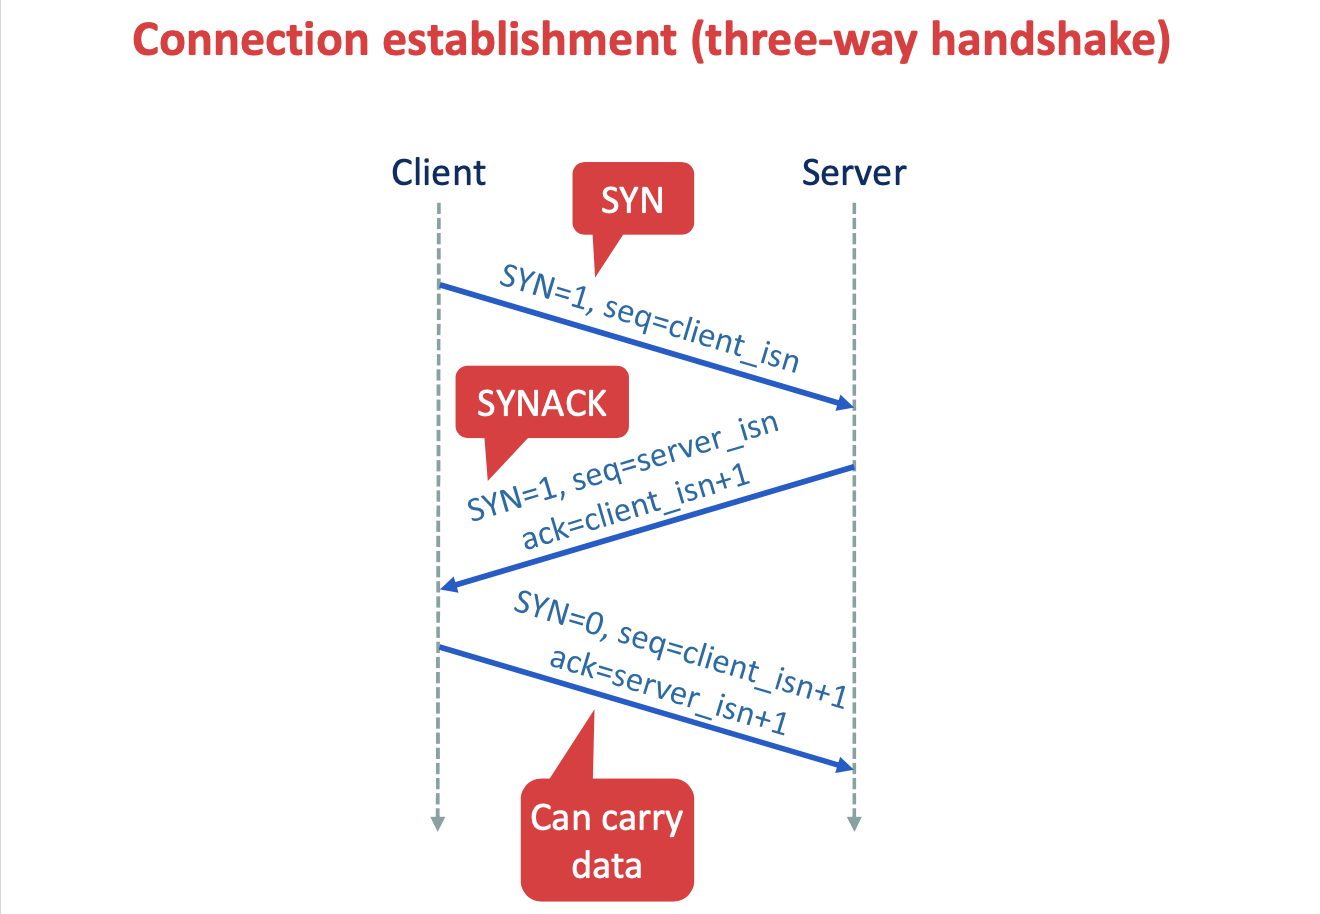 Connection establishment (three-way handshake)
Client
Server
SYN
SYN=1, seq=client_isn
SYNACK
SYN=1, seq=server_isn
ack=client_isn+1
SYN=0, seq=client_isn+1
ack=server_isn+1
Can carry
data